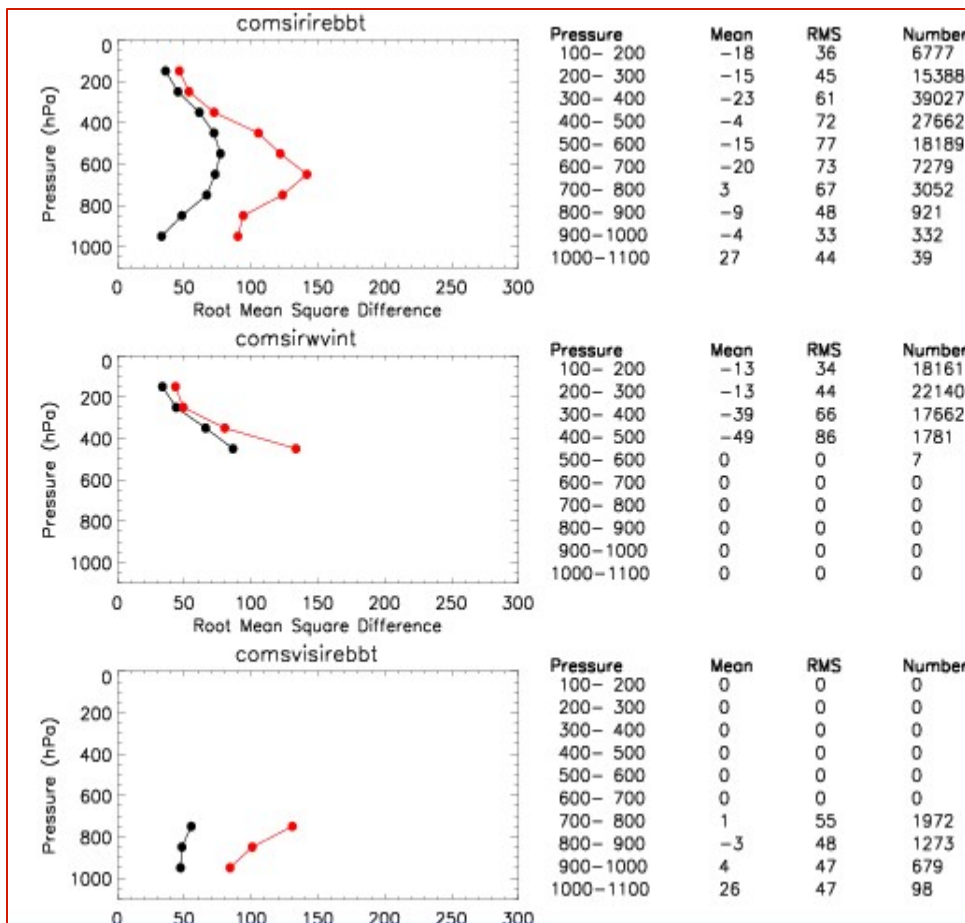 comsirirebbt
Pressure Mean RMS Number
100- 200 -18 36 6777
200- 300 -15 45 15388
300- 400 -23 61 39027
400- 500 -4 72 27662
500- 600 -15 77 18189
600- 700 -20 73 7279
700- 800 3 67 3052
800- 900 -9 48 921
900-1000 -4 33 332
1000-1100 27 44 39
Pressure (hPa)
0
200
400
600
800
1000
0 50 100 150 200 250 300
Root Mean Square Difference
comsirwvint
Pressure Mean RMS Number
100- 200 -13 34 18161
200- 300 -13 44 22140
300- 400 -39 66 17662
400- 500 -49 86 1781
500- 600 0 0 7
600- 700 0 0 0
700- 800 0 0 0
800- 900 0 0 0
900-1000 0 0 0
1000-1100 0 0 0
Pressure (hPa)
0
200
400
600
800
1000
0 50 100 150 200 250 300
Root Mean Square Difference
comsvisirebbt
Pressure Mean RMS Number
100- 200 0 0 0
200- 300 0 0 0
300- 400 0 0 0
400- 500 0 0 0
500- 600 0 0 0
600- 700 0 0 0
700- 800 1 55 1972
800- 900 -3 48 1273
900-1000 4 47 679
1000-1100 26 47 98
Pressure (hPa)
0
200
400
600
800
1000
0 50 100 150 200 250 300